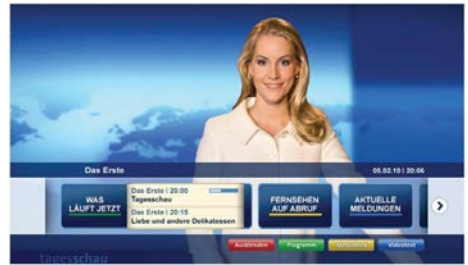 Das Erste
05.02.10 | 20:06
WAS
LÄUFT JETZT
Das Erste | 20:00
Tagesschau
Das Erste | 20:15
Liebe und andere Delikatessen
FERNSEHEN
AUF ABRUF
AKTUELLE
MELDUNGEN
Ausblenden
Programm
Mediathek
Videotext
tagesschau